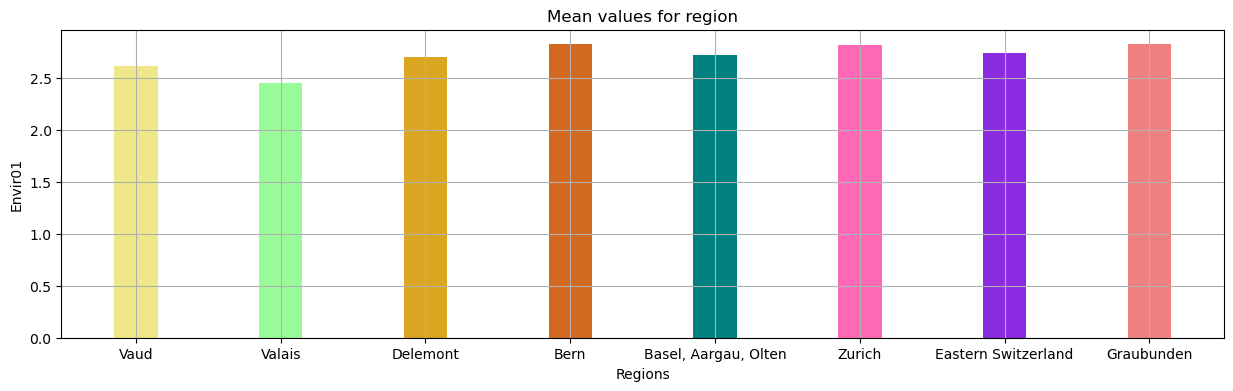 Mean values for region
Envir01
2.5
2.0
1.5
1.0
0.5
0.0
Vaud Valais Delemont Bern Basel, Aargau, Olten Zurich Eastern Switzerland Graubunden
Regions